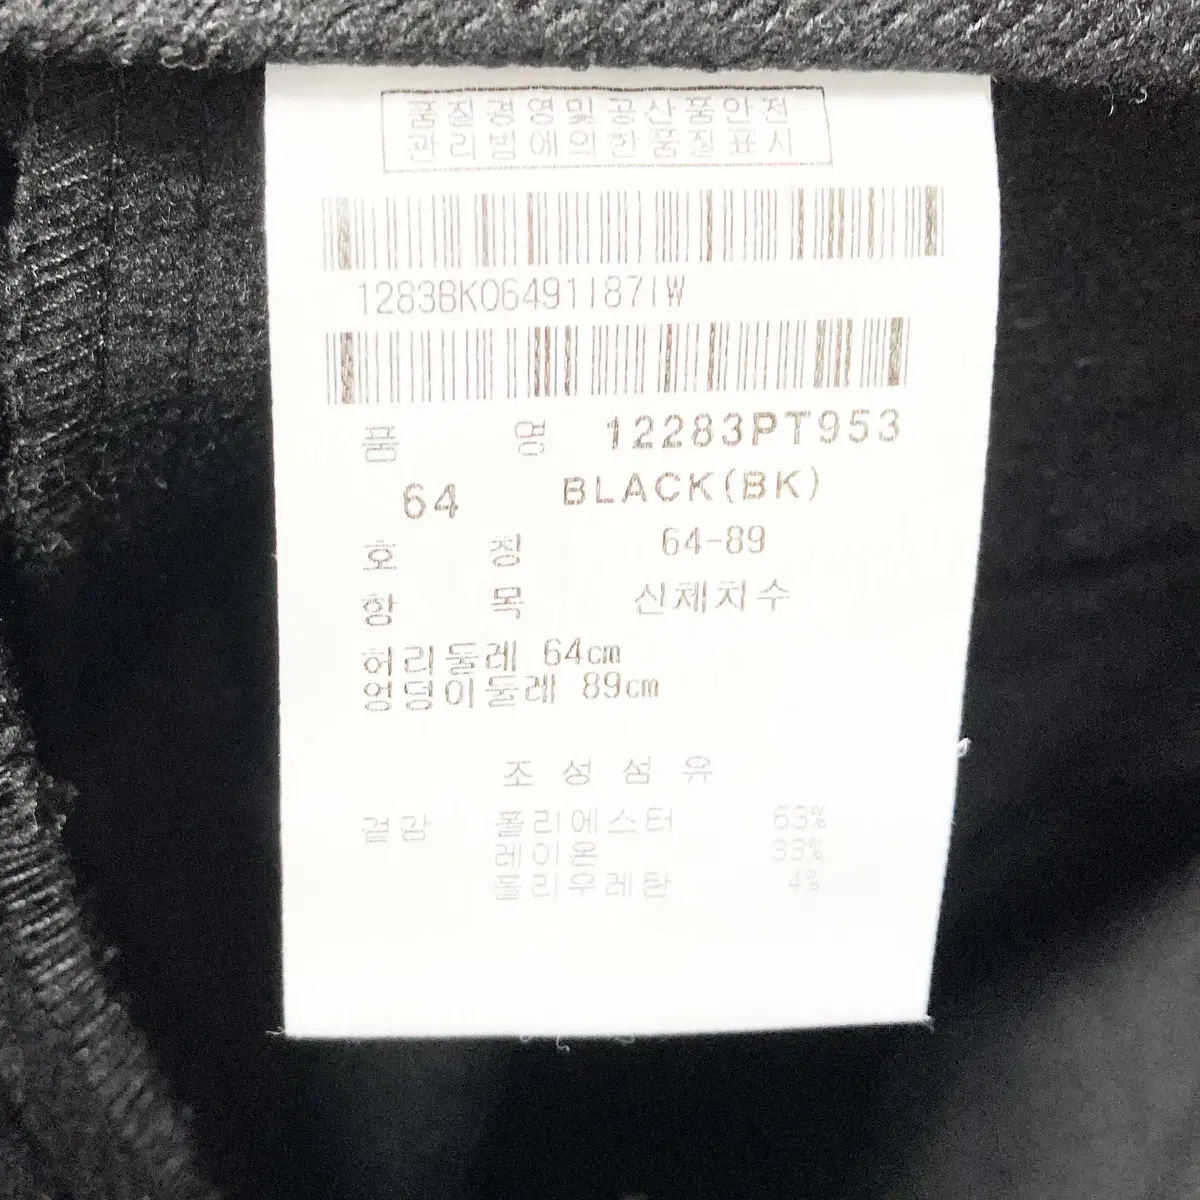 품질경영및공산품안전
관리법에의한품질표시
1283BK06491187IW
품 명 12283PT953
64 BLACK(BK)
호 칭 64-89
항 목 신체치수
허리둘레 64cm
엉덩이둘레 89cm
조성섬유
겉감 폴리에스터 63%
레이온 33%
폴리우레탄 4%